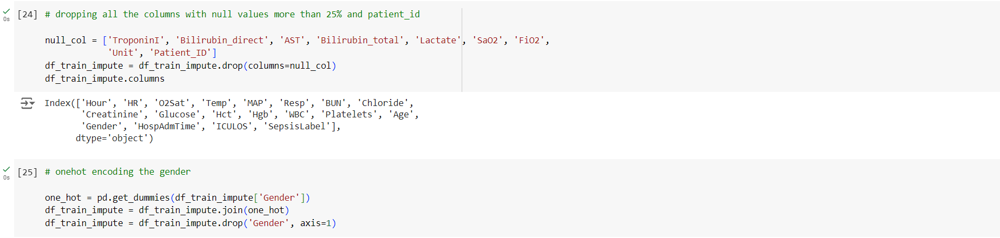 [24] # dropping all the columns with null values more than 25% and patient_id
0s
null_col = ['TroponinI', 'Bilirubin_direct', 'AST', 'Bilirubin_total', 'Lactate', 'SaO2', 'FiO2',
'Unit', 'Patient_ID']
df_train_impute = df_train_impute.drop(columns=null_col)
df_train_impute.columns
Index(['Hour', 'HR', 'O2Sat', 'Temp', 'MAP', 'Resp', 'BUN', 'Chloride',
'Creatinine', 'Glucose', 'Hct', 'Hgb', 'WBC', 'Platelets', 'Age',
'Gender', 'HospAdmTime', 'ICULOS', 'SepsisLabel'],
dtype='object')
[25] # onehot encoding the gender
0s
one_hot = pd.get_dummies(df_train_impute['Gender'])
df_train_impute = df_train_impute.join(one_hot)
df_train_impute = df_train_impute.drop('Gender', axis=1)